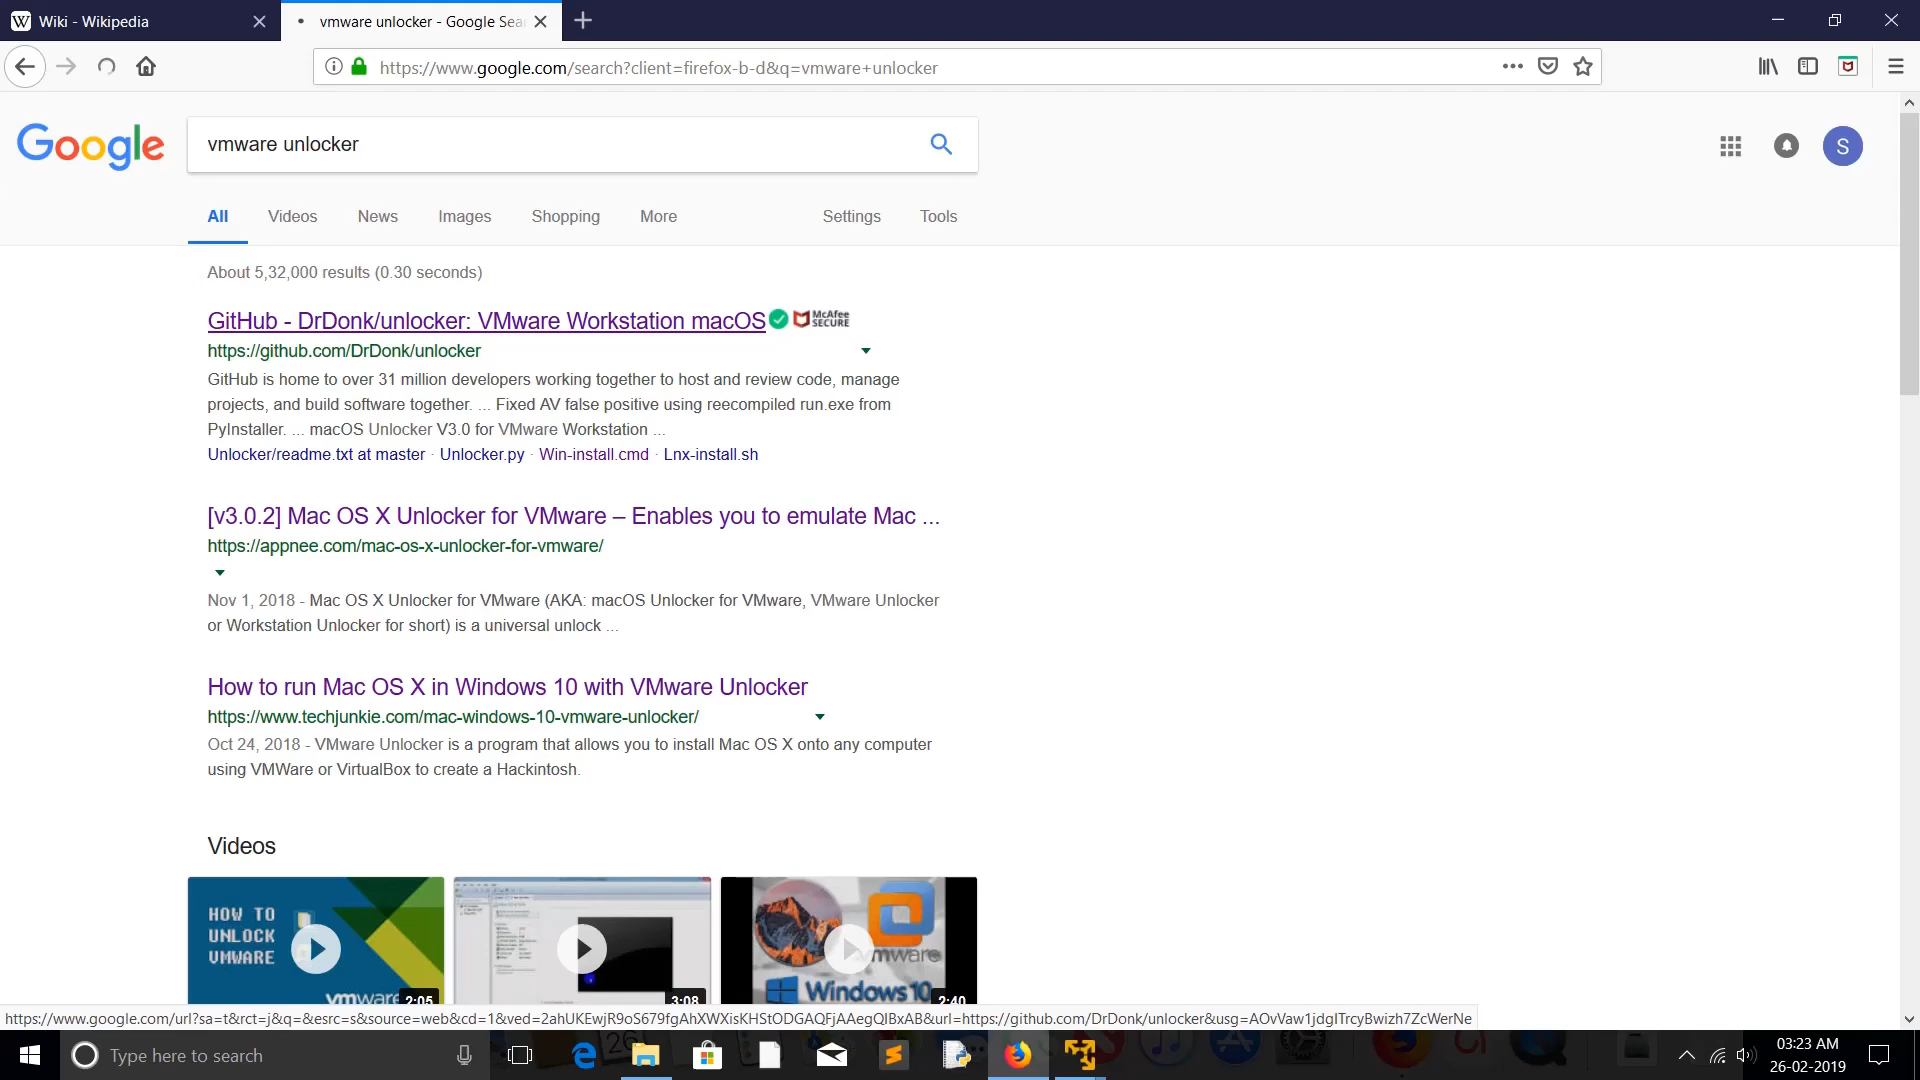 Wiki - Wikipedia
vmware unlocker - Google Sea
https://www.google.com/search?client=firefox-b-d&q=vmware+unlocker
Google
vmware unlocker
S
All Videos News Images Shopping More Settings Tools
About 5,32,000 results (0.30 seconds)
GitHub - DrDonk/unlocker: VMware Workstation macOS
McAfee SECURE
https://github.com/DrDonk/unlocker
GitHub is home to over 31 million developers working together to host and review code, manage
projects, and build software together. ... Fixed AV false positive using reecompiled run.exe from
PyInstaller. ... macOS Unlocker V3.0 for VMware Workstation ...
Unlocker/readme.txt at master · Unlocker.py · Win-install.cmd · Lnx-install.sh
[v3.0.2] Mac OS X Unlocker for VMware – Enables you to emulate Mac ...
https://appnee.com/mac-os-x-unlocker-for-vmware/
Nov 1, 2018 - Mac OS X Unlocker for VMware (AKA: macOS Unlocker for VMware, VMware Unlocker
or Workstation Unlocker for short) is a universal unlock ...
How to run Mac OS X in Windows 10 with VMware Unlocker
https://www.techjunkie.com/mac-windows-10-vmware-unlocker/
Oct 24, 2018 - VMware Unlocker is a program that allows you to install Mac OS X onto any computer
using VMWare or VirtualBox to create a Hackintosh.
Videos
HOW TO
UNLOCK
VMWARE
vmware
2:05
3:08
vmware
Windows 10
2:40
https://www.google.com/url?sa=t&rct=j&q=&esrc=s&source=web&cd=1&ved=2ahUKEwjR9oS679fgAhXWXisKHStODGAQFjAAegQIBxAB&url=https://github.com/DrDonk/unlocker&usg=AOvVaw1jdgITrcyBwizh7ZcWerNe
Type here to search
03:23 AM
26-02-2019